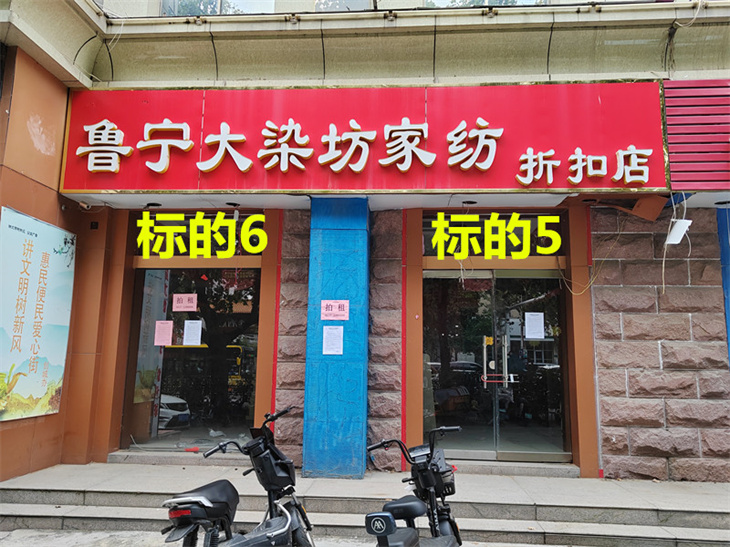 鲁宁大染坊家纺 折扣店
标的6
标的5
拍租
拍租
惠民便民爱心街
讲文明树新风